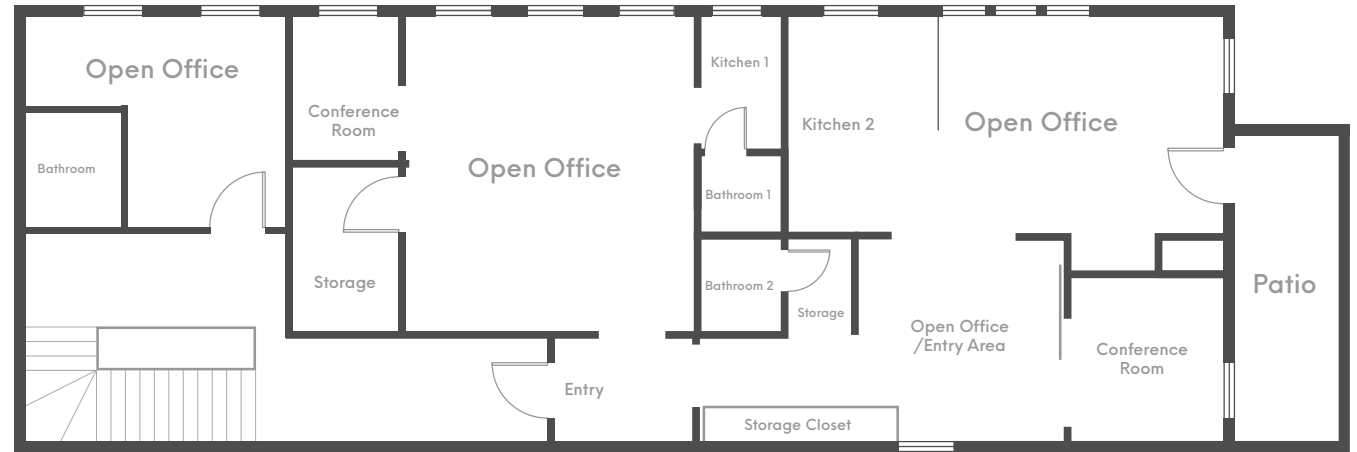 Open Office
Bathroom
Conference
Room
Storage
Open Office
Kitchen 1
Bathroom 1
Bathroom 2
Storage
Kitchen 2
Open Office
Open Office
/Entry Area
Conference
Room
Patio
Entry
Storage Closet